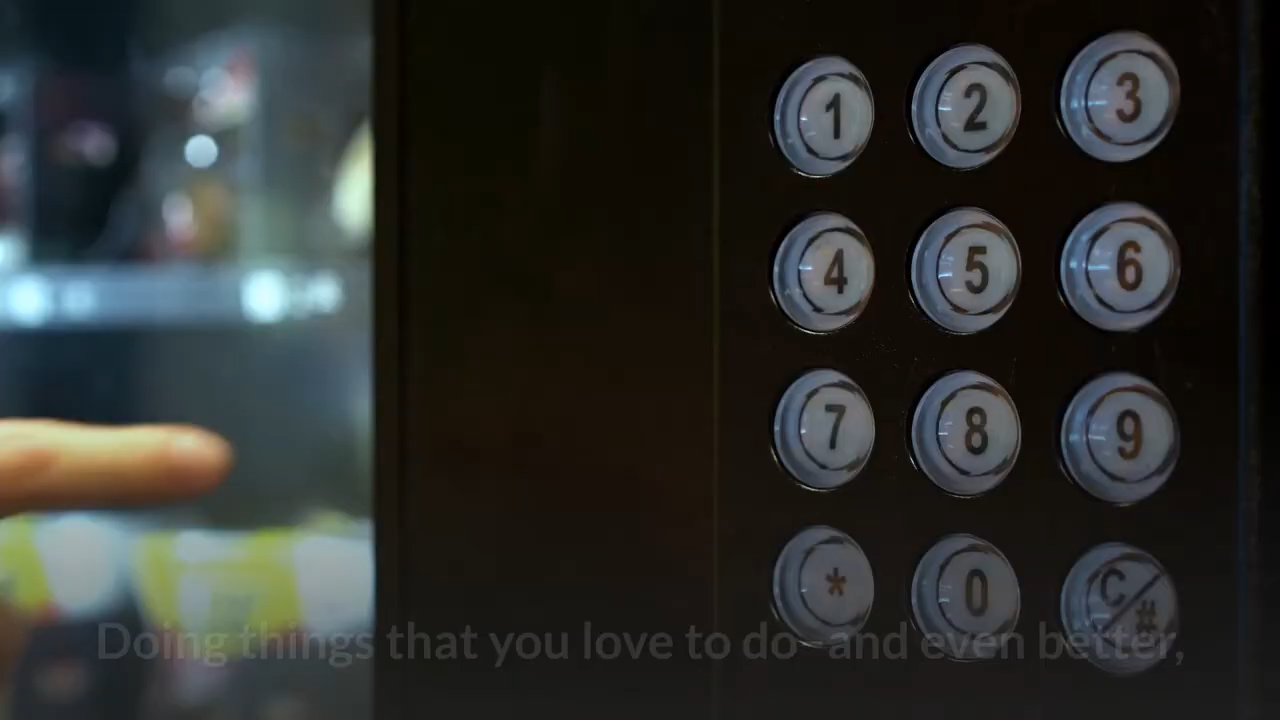 1 2 3
4 5 6
7 8 9
* 0 C/#
Doing things that you love to do--and even better,